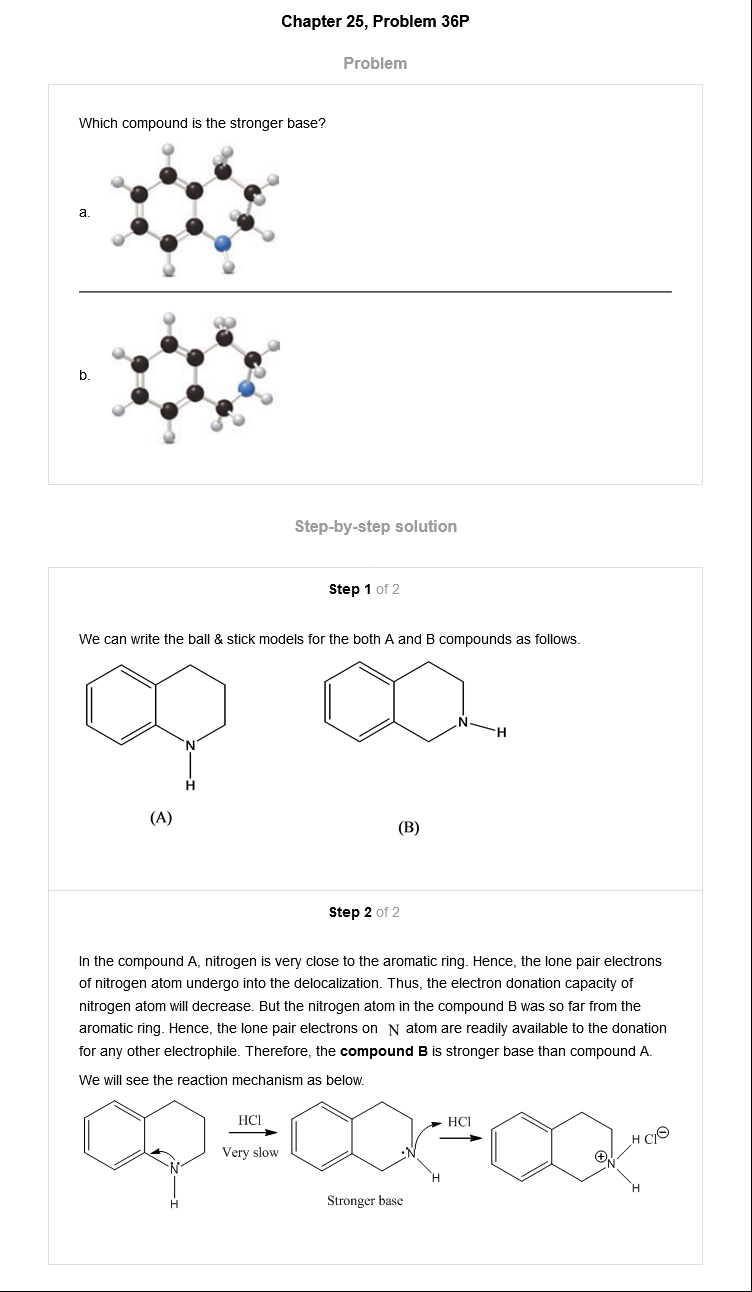 Chapter 25, Problem 36P
Problem
Which compound is the stronger base?
a.
b.
Step-by-step solution
Step 1 of 2
We can write the ball & stick models for the both A and B compounds as follows.
N
H
N
H
(A)
(B)
Step 2 of 2
In the compound A, nitrogen is very close to the aromatic ring. Hence, the lone pair electrons
of nitrogen atom undergo into the delocalization. Thus, the electron donation capacity of
nitrogen atom will decrease. But the nitrogen atom in the compound B was so far from the
aromatic ring. Hence, the lone pair electrons on N atom are readily available to the donation
for any other electrophile. Therefore, the compound B is stronger base than compound A.
We will see the reaction mechanism as below.
N
H
HCl
Very slow
:N
H
Stronger base
HCl
⊕N
H Cl⊖
H